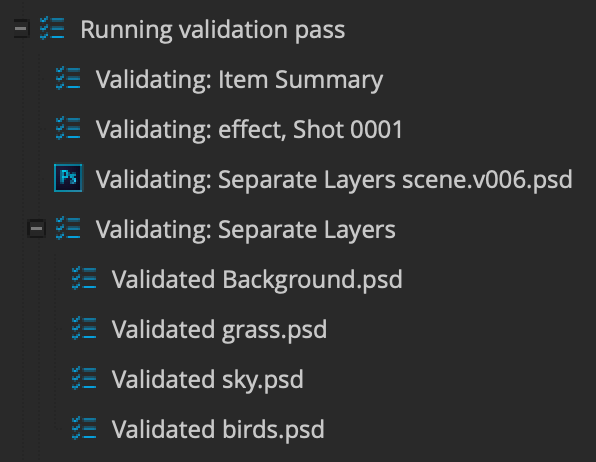 Running validation pass
Validating: Item Summary
Validating: effect, Shot 0001
Ps Validating: Separate Layers scene.v006.psd
Validating: Separate Layers
Validated Background.psd
Validated grass.psd
Validated sky.psd
Validated birds.psd